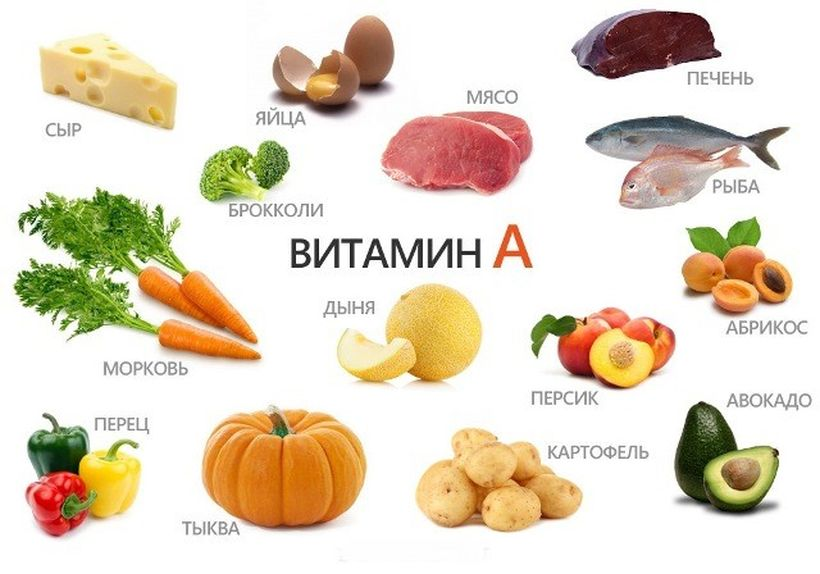 ПЕЧЕНЬ
МЯСО
ЯЙЦА
СЫР
РЫБА
БРОККОЛИ
ВИТАМИН А
ДЫНЯ
АБРИКОС
МОРКОВЬ
ПЕРСИК
АВОКАДО
ПЕРЕЦ
КАРТОФЕЛЬ
ТЫКВА